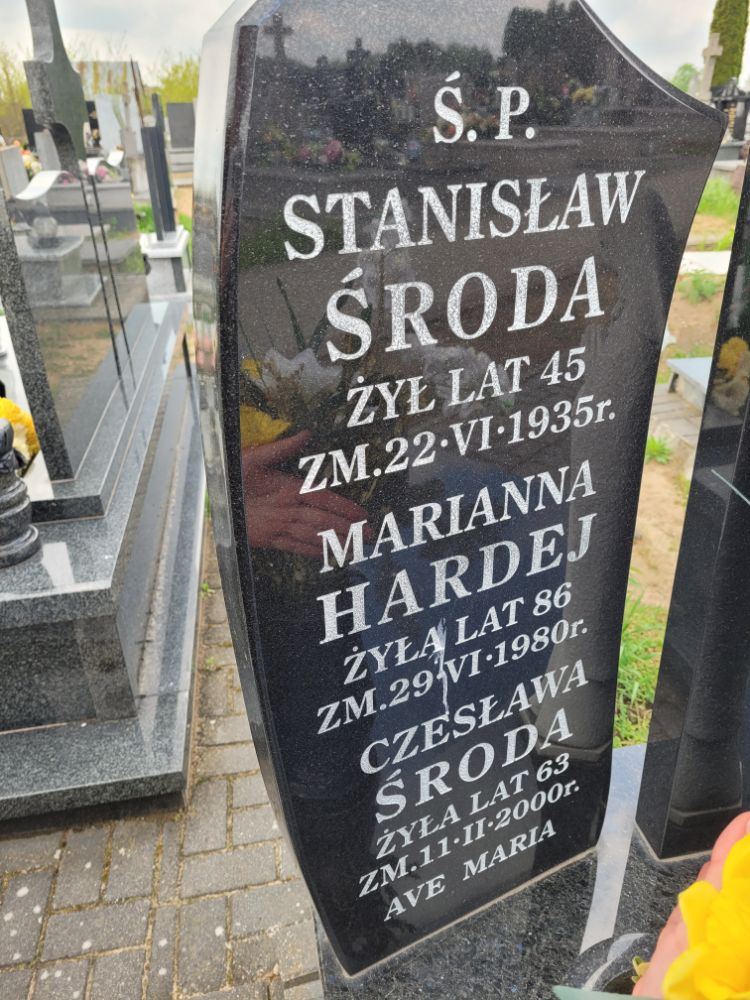 Ś. P.
STANISŁAW
ŚRODA
ŻYŁ LAT 45
ZM.22·VI·1935r.
MARIANNA
HARDEJ
ŻYŁA LAT 86
ZM.29·VI·1980r.
CZESŁAWA
ŚRODA
ŻYŁA LAT 63
ZM.11·II·2000r.
AVE MARIA